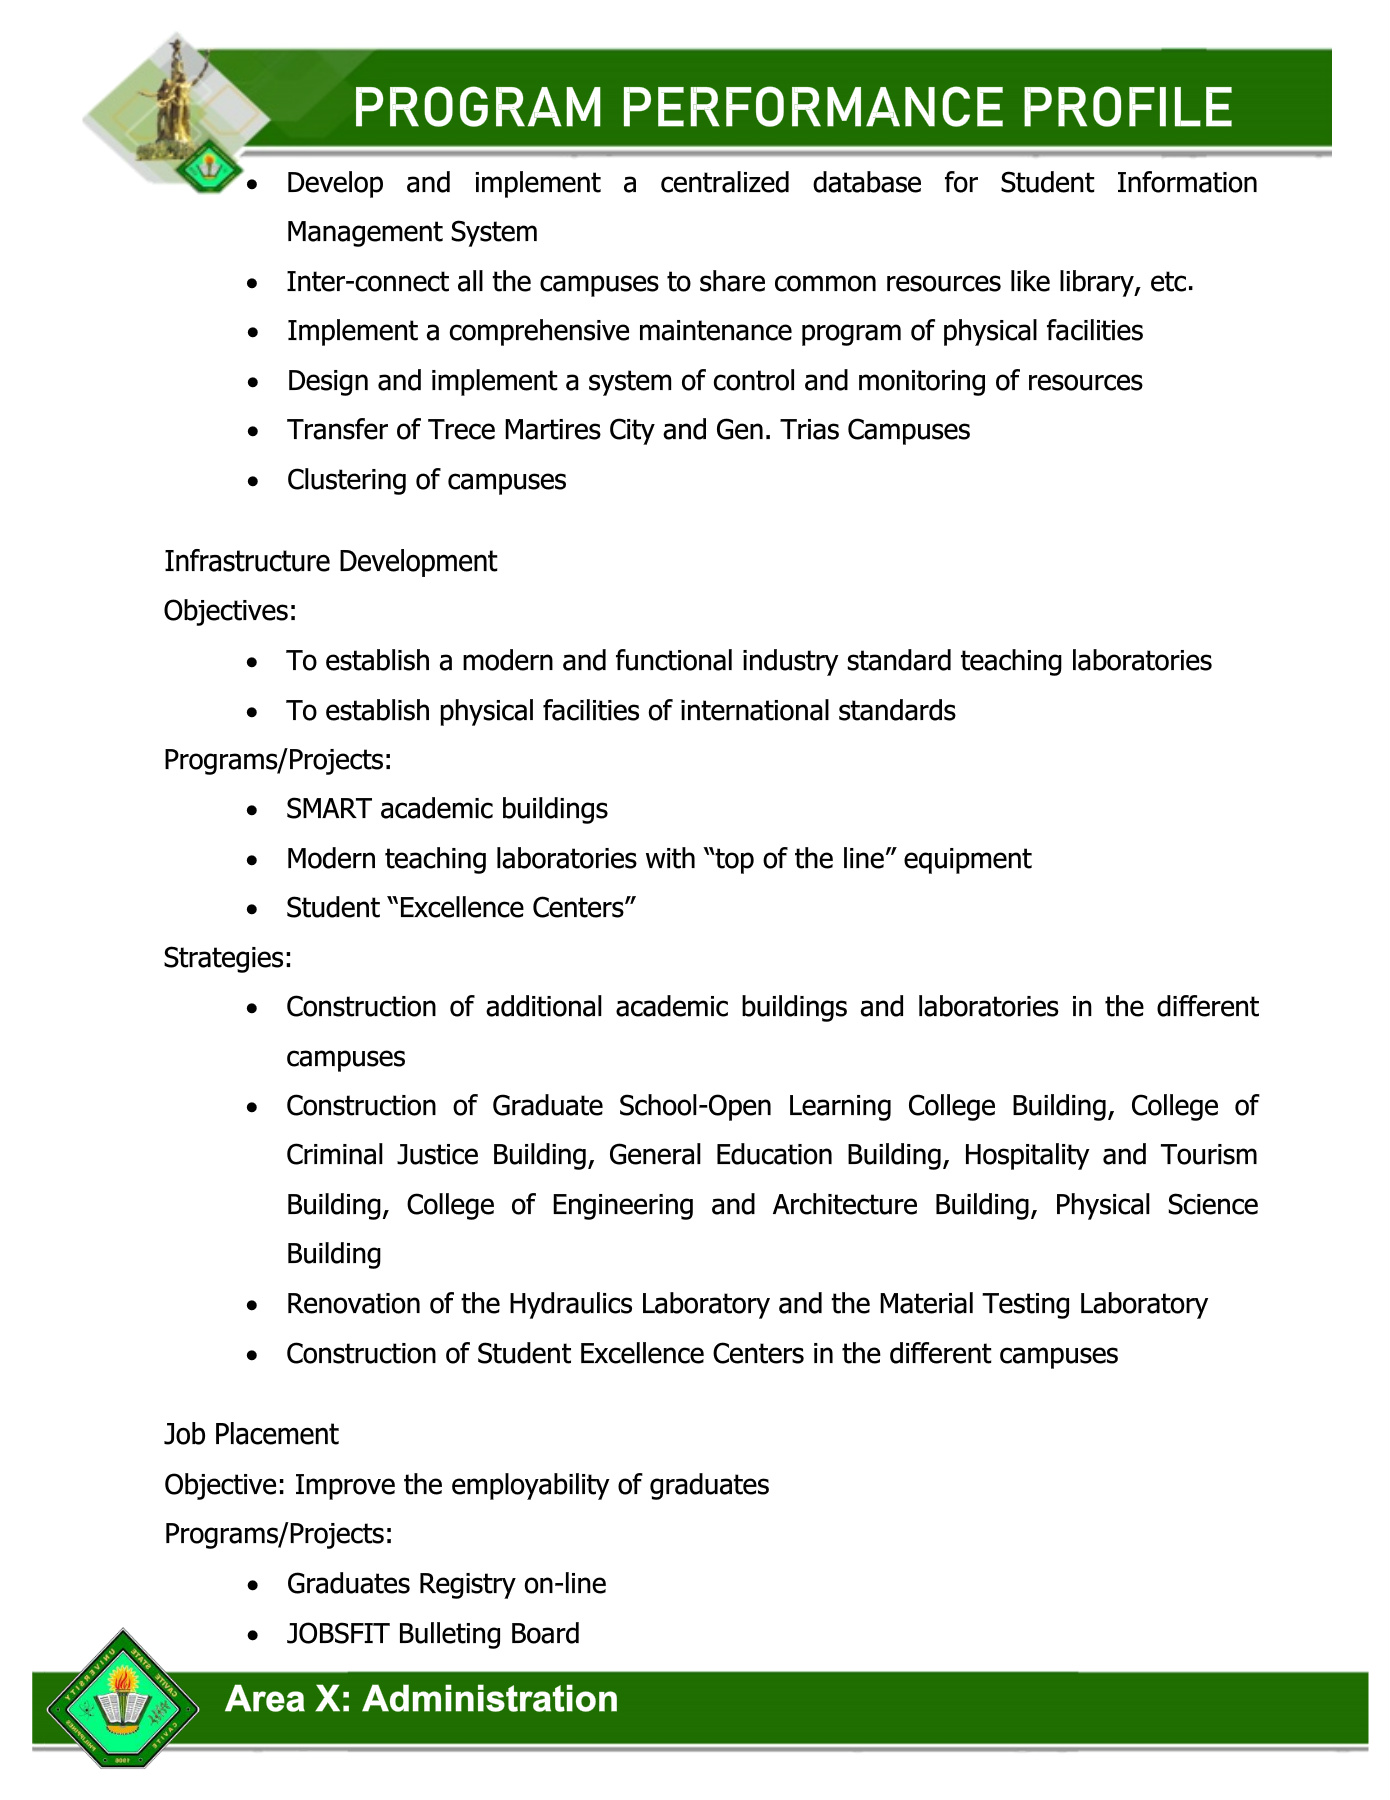 PROGRAM PERFORMANCE PROFILE
• Develop and implement a centralized database for Student Information
Management System
• Inter-connect all the campuses to share common resources like library, etc.
• Implement a comprehensive maintenance program of physical facilities
• Design and implement a system of control and monitoring of resources
• Transfer of Trece Martires City and Gen. Trias Campuses
• Clustering of campuses
Infrastructure Development
Objectives:
• To establish a modern and functional industry standard teaching laboratories
• To establish physical facilities of international standards
Programs/Projects:
• SMART academic buildings
• Modern teaching laboratories with “top of the line” equipment
• Student “Excellence Centers”
Strategies:
• Construction of additional academic buildings and laboratories in the different
campuses
• Construction of Graduate School-Open Learning College Building, College of
Criminal Justice Building, General Education Building, Hospitality and Tourism
Building, College of Engineering and Architecture Building, Physical Science
Building
• Renovation of the Hydraulics Laboratory and the Material Testing Laboratory
• Construction of Student Excellence Centers in the different campuses
Job Placement
Objective: Improve the employability of graduates
Programs/Projects:
• Graduates Registry on-line
• JOBSFIT Bulleting Board
CAVITE STATE UNIVERSITY
CAVITE
PHILIPPINES
1906
Area X: Administration